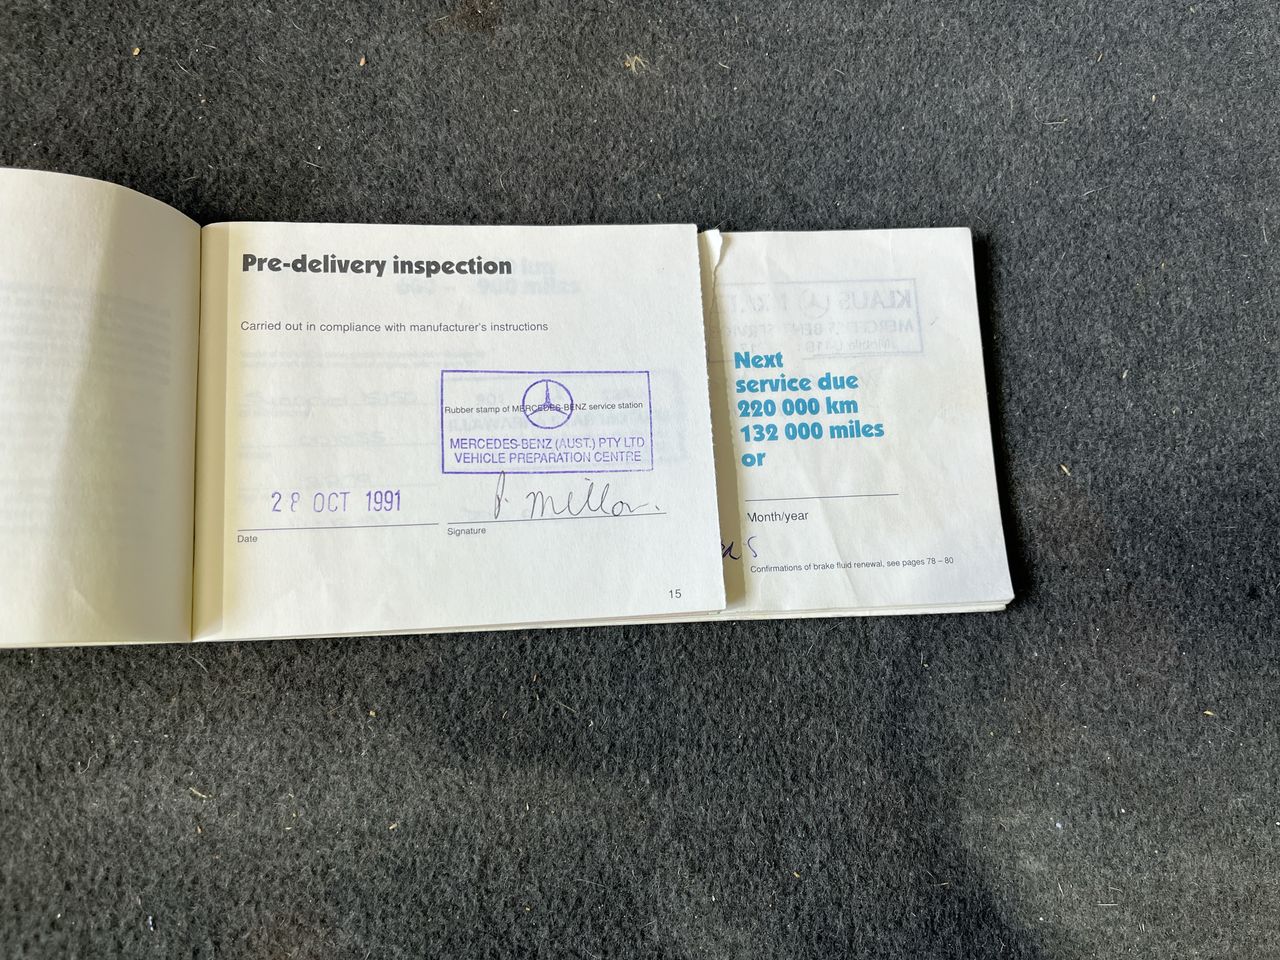 Pre-delivery inspection
Carried out in compliance with manufacturer's instructions
Rubber stamp of MERCEDES-BENZ service station
MERCEDES-BENZ (AUST.) PTY LTD
VEHICLE PREPARATION CENTRE
28 OCT 1991
Date
Signature
15
Next
service due
220 000 km
132 000 miles
or
Month/year
Confirmations of brake fluid renewal, see pages 78 – 80